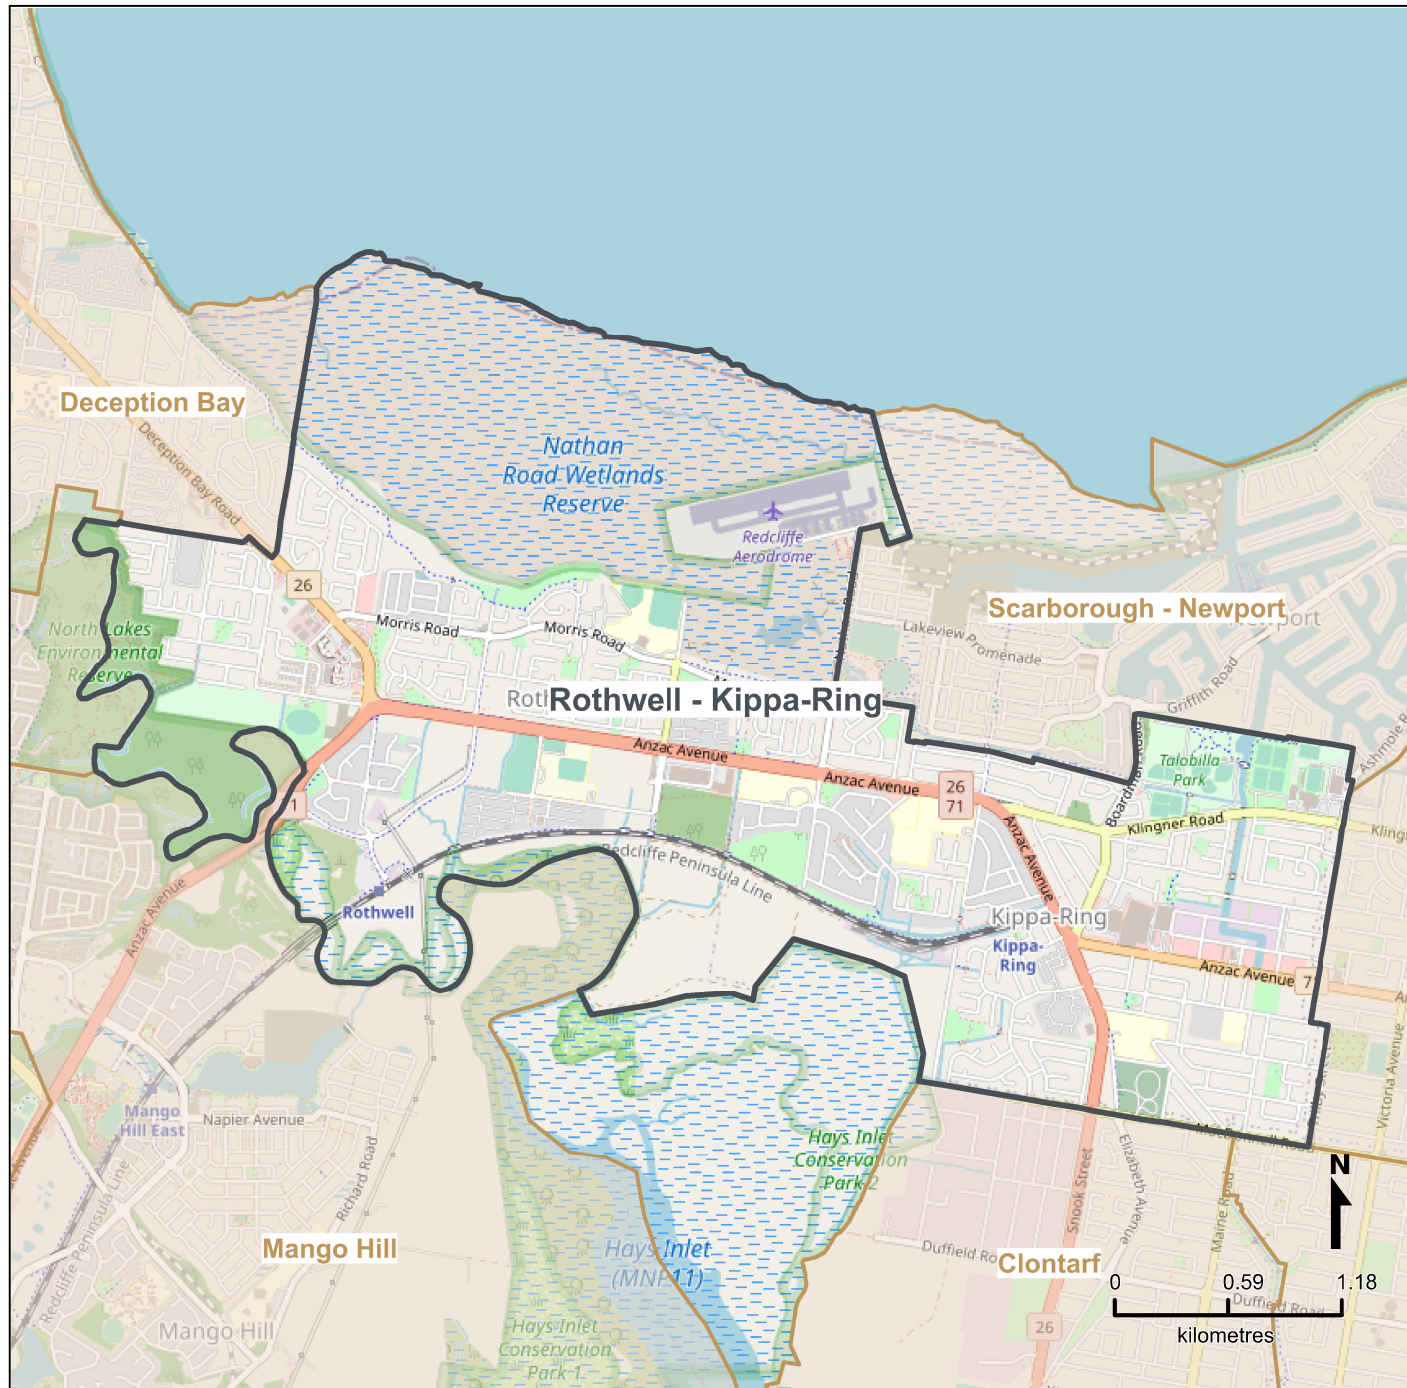 Deception Bay
Deception Bay Road
Nathan
Road Wetlands
Reserve
Redcliffe
Aerodrome
Scarborough - Newport
Lakeview Promenade
Griffith Road
26
North Lakes
Environmental
Reserve
Morris Road
Morris Road
Rothwell - Kippa-Ring
Anzac Avenue
Anzac Avenue
26
71
Talobilla
Park
Klingner Road
Anzac Avenue
1
Redcliffe Peninsula Line
Rothwell
Kippa-Ring
Kippa-
Ring
Anzac Avenue
7
Anzac Avenue
Victoria Avenue
Mango
Hill East
Napier Avenue
Richard Road
Redcliffe Peninsula Line
Mango Hill
Mango Hill
Hays Inlet
Conservation
Park 2
Hays Inlet
(MNP11)
Hays Inlet
Conservation
Park 1
Elizabeth Avenue
Snook Street
Maine Road
Clontarf
26
Duffield Road
N
0 0.59 1.18
kilometres